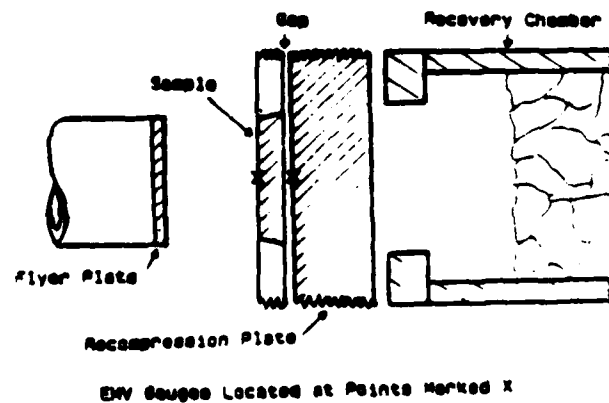 Gap
Recovery Chamber
Sample
Flyer Plate
Recompression Plate
EMV Gauges Located at Points Marked X